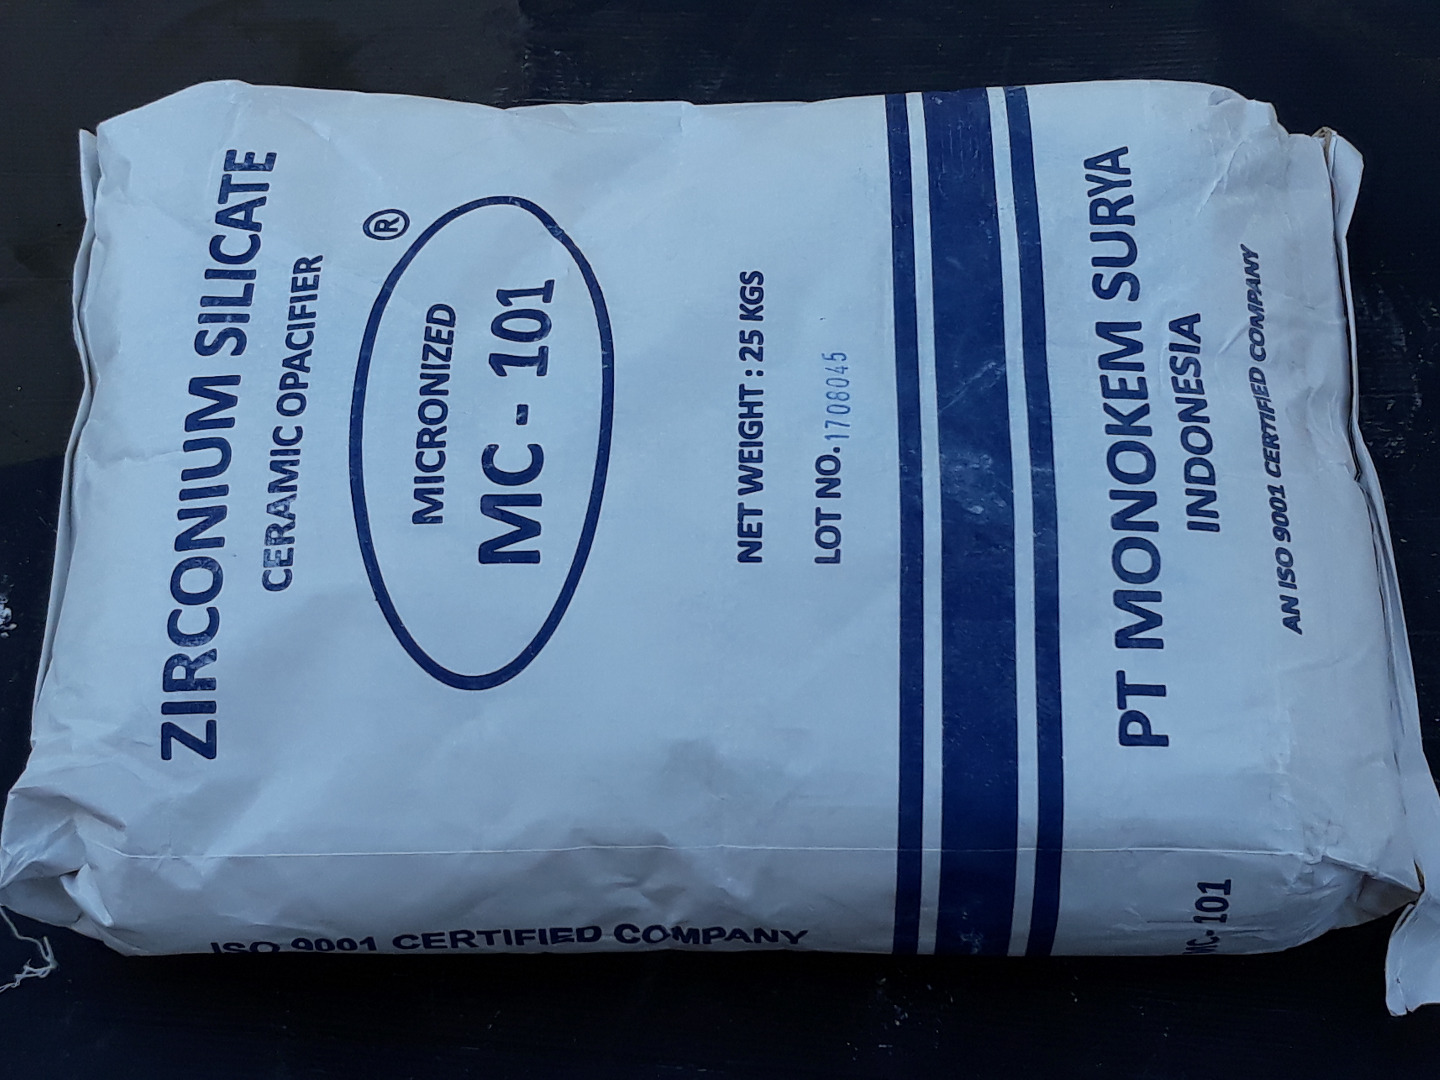 ZIRCONIUM SILICATE
CERAMIC OPACIFIER
®
MICRONIZED
MC - 101
NET WEIGHT : 25 KGS
LOT NO. 1708045
PT MONOKEM SURYA
INDONESIA
AN ISO 9001 CERTIFIED COMPANY
ISO 9001 CERTIFIED COMPANY
MC - 101